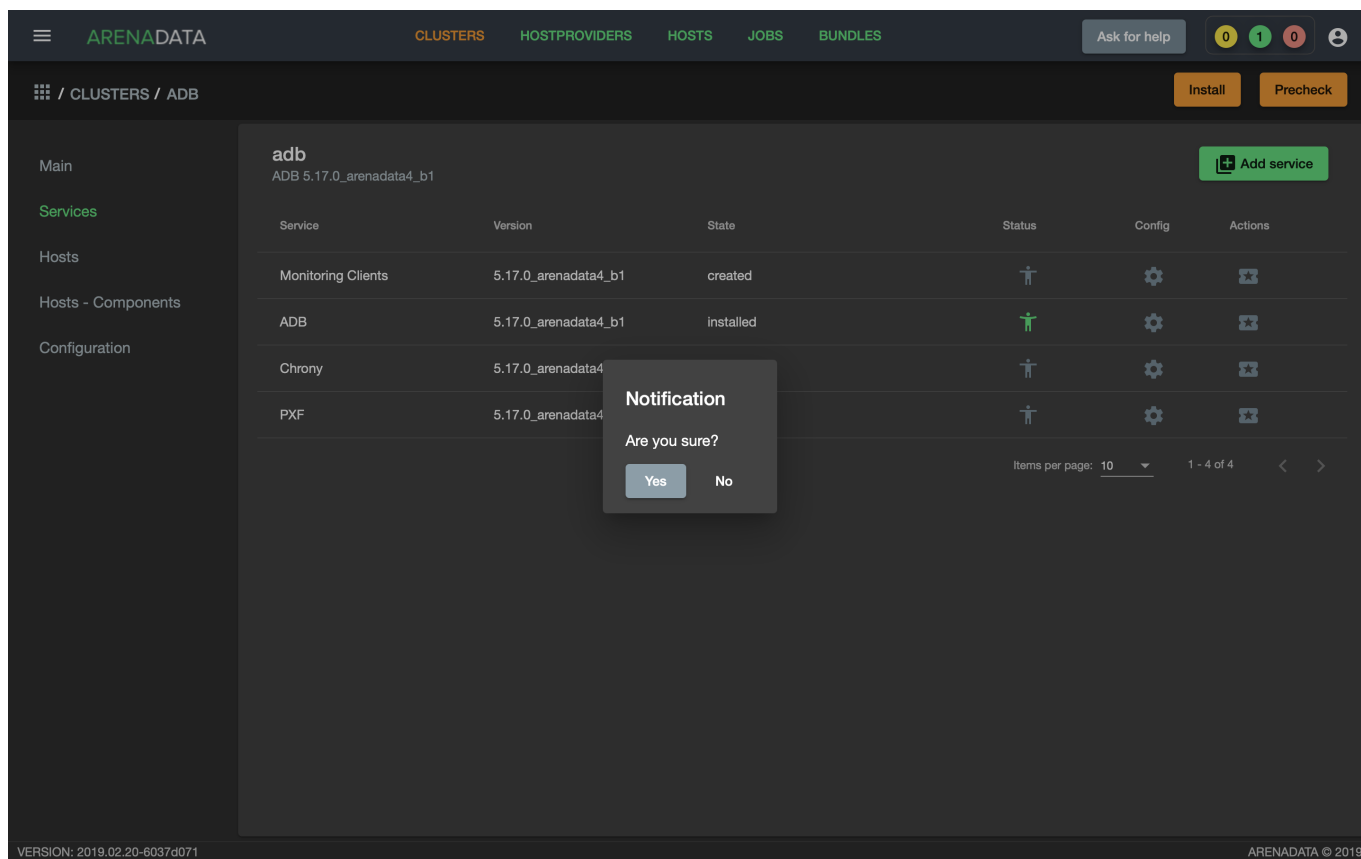 ARENADATA
CLUSTERS HOSTPROVIDERS HOSTS JOBS BUNDLES
Ask for help
0 1 0
/ CLUSTERS / ADB
Install Precheck
Main
Services
Hosts
Hosts - Components
Configuration
adb
ADB 5.17.0_arenadata4_b1
Add service
Service Version State Status Config Actions
Monitoring Clients 5.17.0_arenadata4_b1 created
ADB 5.17.0_arenadata4_b1 installed
Chrony 5.17.0_arenadata4
PXF 5.17.0_arenadata4
Notification
Are you sure?
Yes No
Items per page: 10 1 - 4 of 4
VERSION: 2019.02.20-6037d071
ARENADATA © 2019